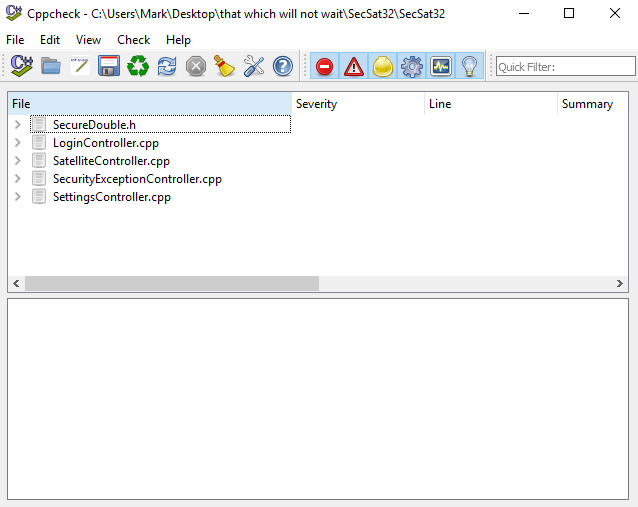 Cppcheck - C:\Users\Mark\Desktop\that which will not wait\SecSat32\SecSat32
File Edit View Check Help
Quick Filter:
File Severity Line Summary
SecureDouble.h
LoginController.cpp
SatelliteController.cpp
SecurityExceptionController.cpp
SettingsController.cpp